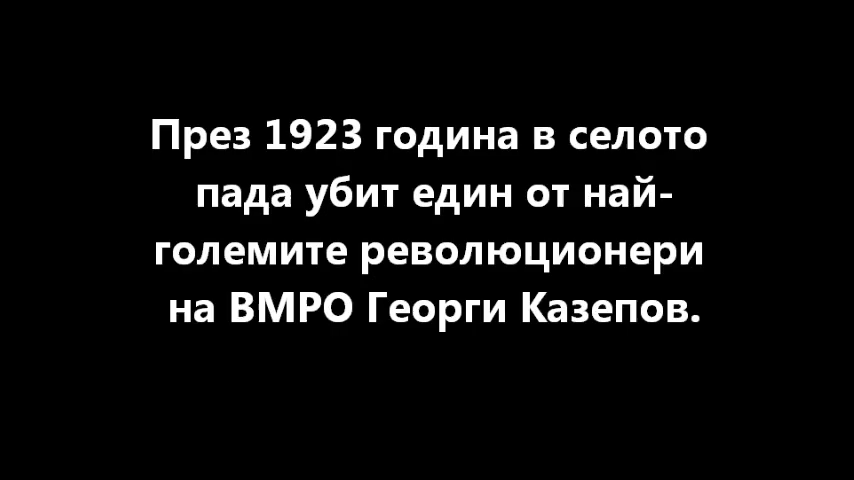 През 1923 година в селото
пада убит един от най-
големите революционери
на ВМРО Георги Казепов.